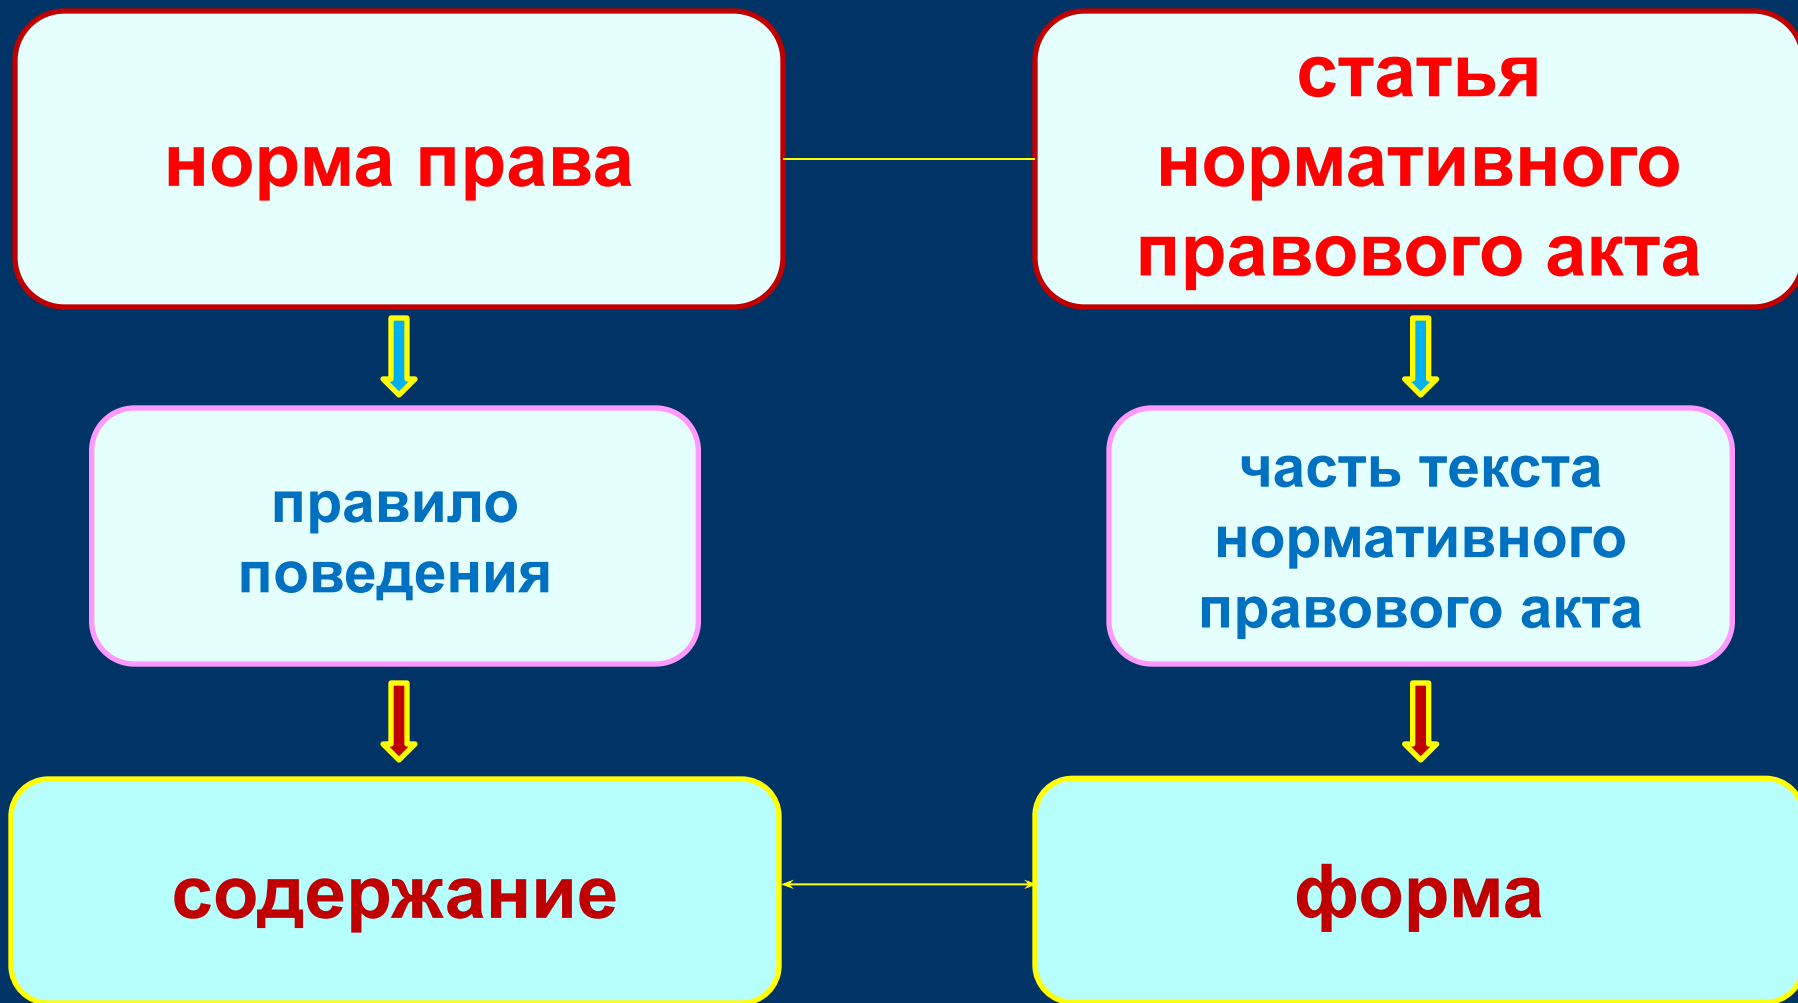 норма права
статья
нормативного
правового акта
правило
поведения
часть текста
нормативного
правового акта
содержание
форма